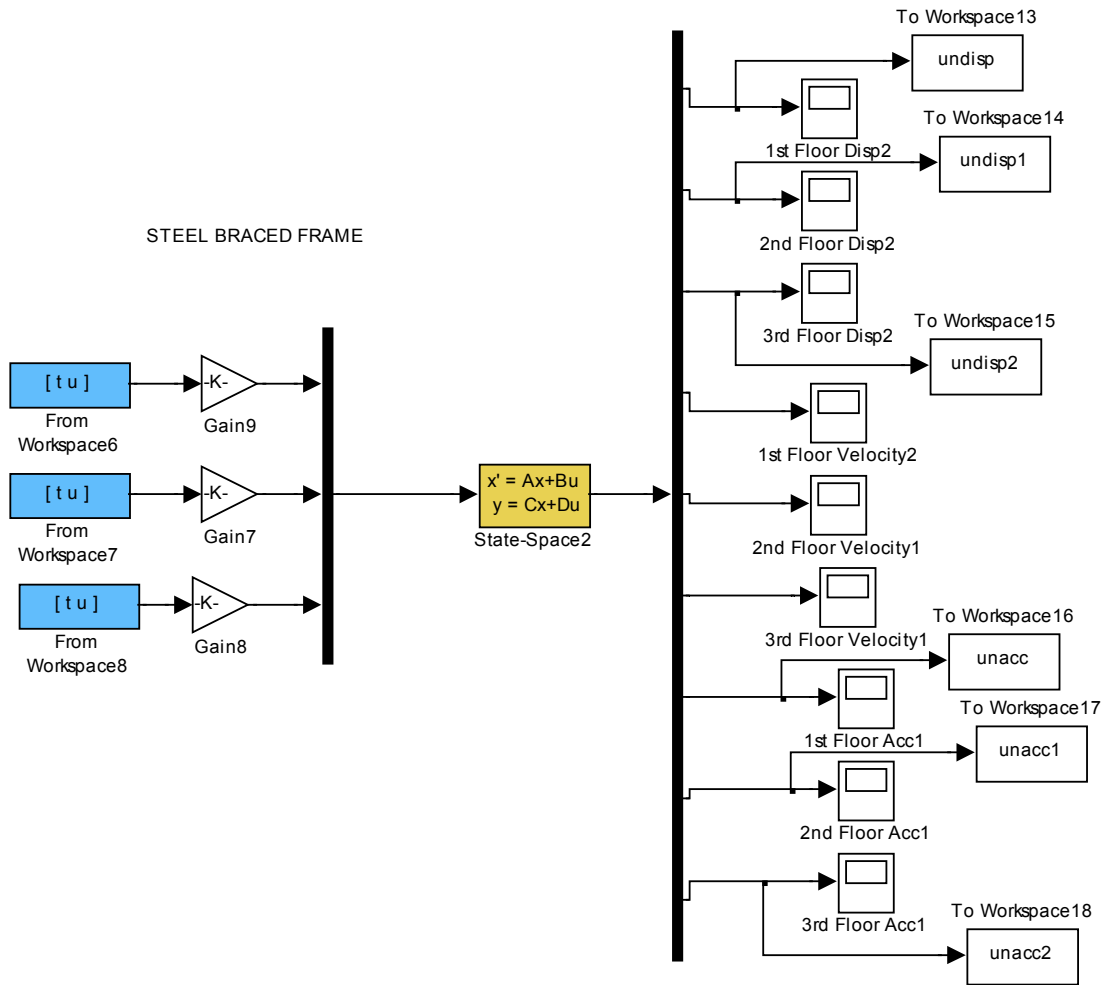 To Workspace13
undisp
1st Floor Disp2
To Workspace14
undisp1
2nd Floor Disp2
STEEL BRACED FRAME
3rd Floor Disp2
To Workspace15
undisp2
[ t u ]
From
Workspace6
-K-
Gain9
1st Floor Velocity2
[ t u ]
From
Workspace7
-K-
Gain7
x' = Ax+Bu
y = Cx+Du
State-Space2
2nd Floor Velocity1
[ t u ]
From
Workspace8
-K-
Gain8
3rd Floor Velocity1
To Workspace16
unacc
1st Floor Acc1
To Workspace17
unacc1
2nd Floor Acc1
3rd Floor Acc1
To Workspace18
unacc2